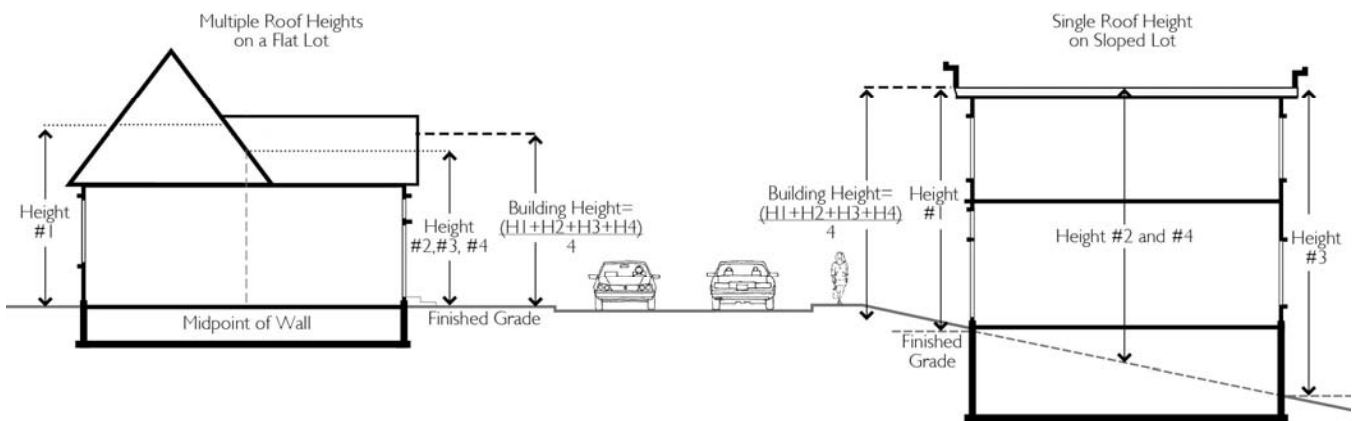 Multiple Roof Heights
on a Flat Lot
Height
#1
Midpoint of Wall
Height
#2,#3, #4
Finished Grade
Building Height=
(H1+H2+H3+H4)
4
Single Roof Height
on Sloped Lot
Building Height=
(H1+H2+H3+H4)
4
Height
#1
Finished
Grade
Height #2 and #4
Height
#3